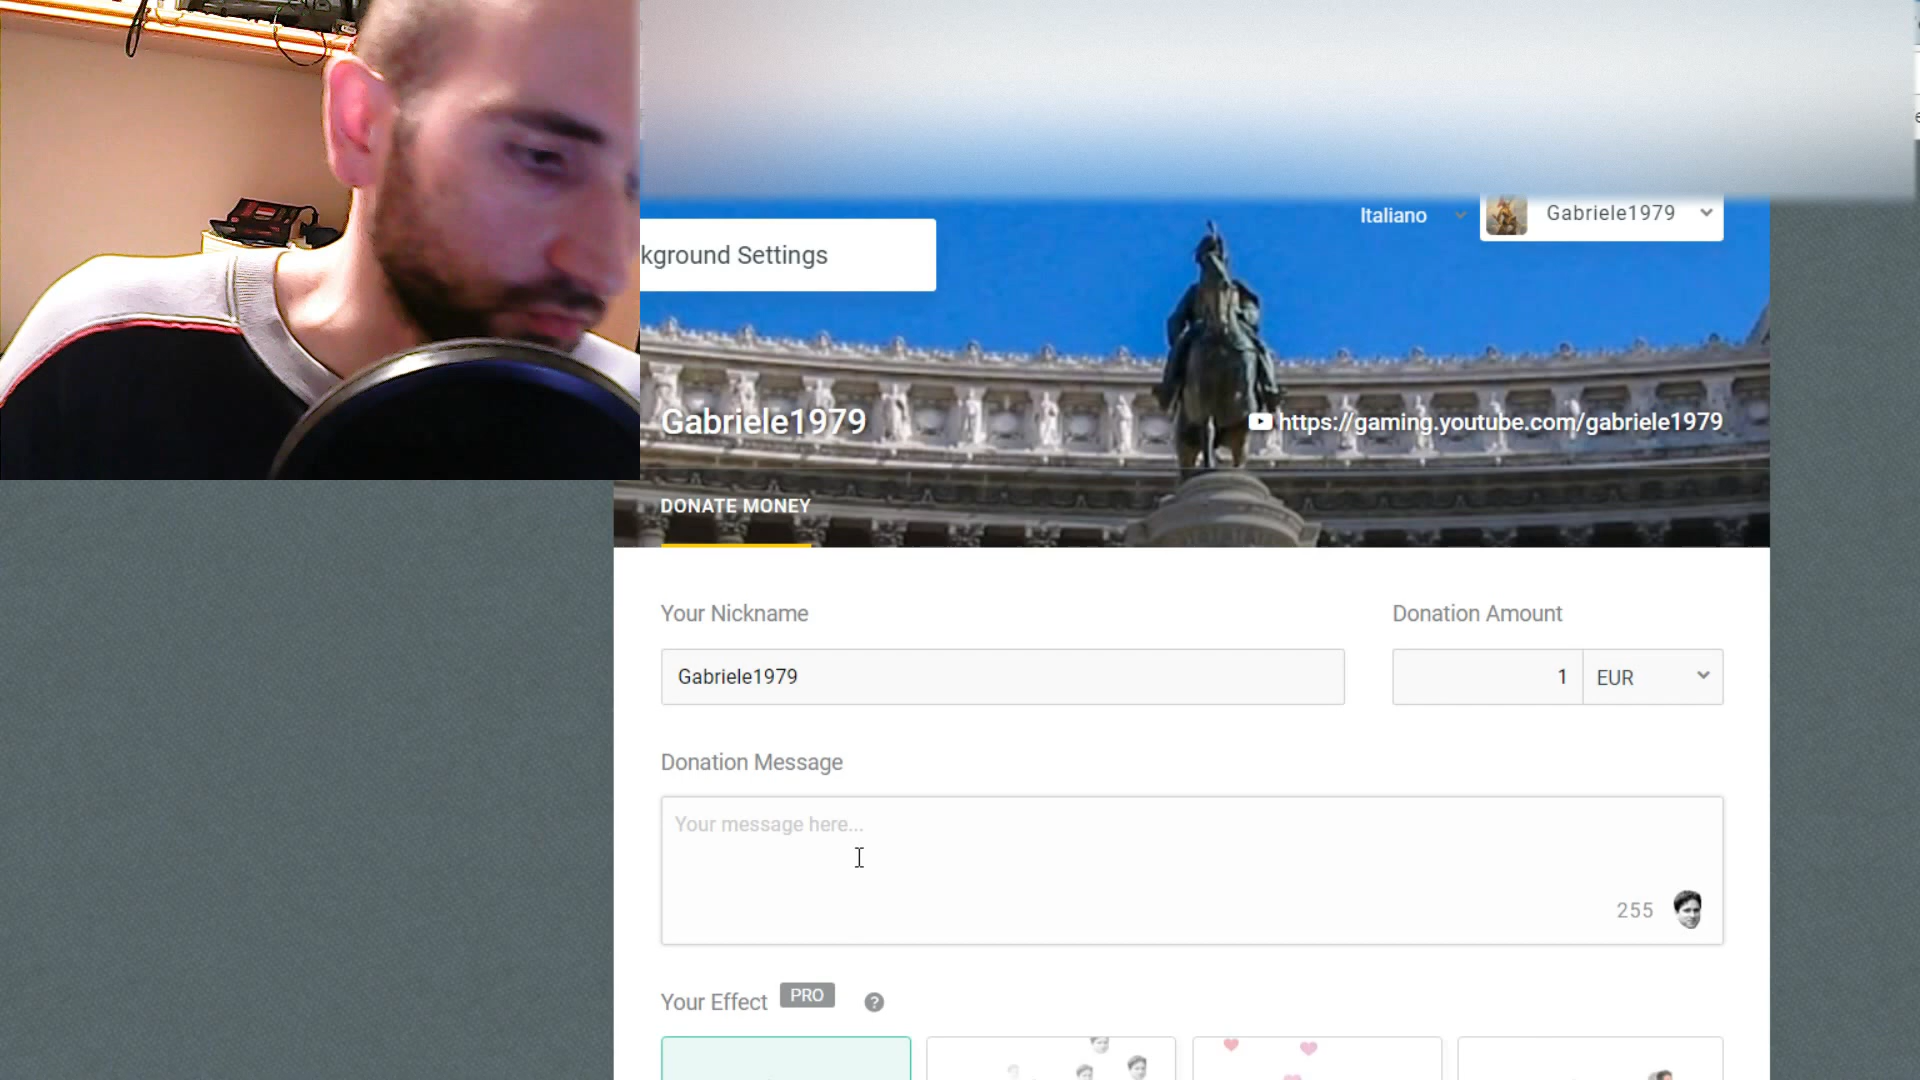 Italiano
Gabriele1979
kground Settings
Gabriele1979
https://gaming.youtube.com/gabriele1979
DONATE MONEY
Your Nickname
Donation Amount
Gabriele1979
1
EUR
Donation Message
Your message here...
255
Your Effect
PRO
?